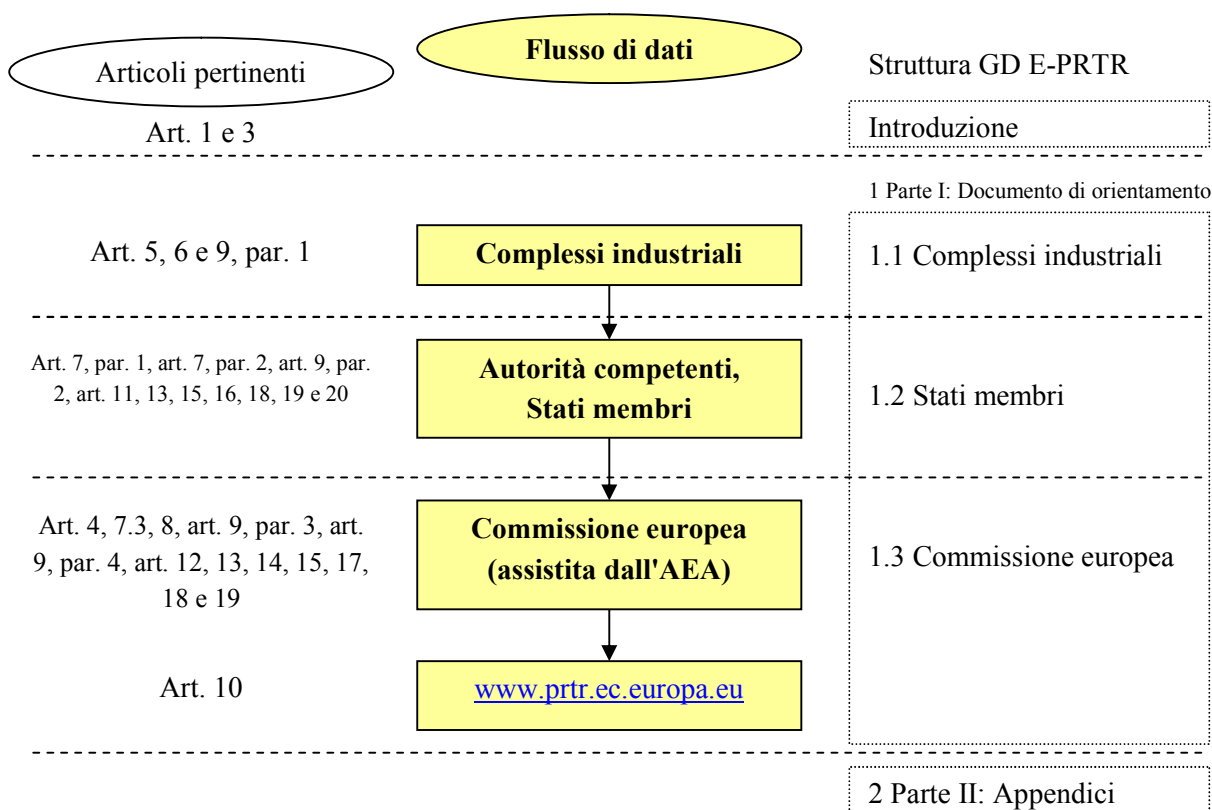 Articoli pertinenti
Flusso di dati
Struttura GD E-PRTR
Art. 1 e 3
Introduzione
1 Parte I: Documento di orientamento
Art. 5, 6 e 9, par. 1
Complessi industriali
1.1 Complessi industriali
Art. 7, par. 1, art. 7, par. 2, art. 9, par.
2, art. 11, 13, 15, 16, 18, 19 e 20
Autorità competenti,
Stati membri
1.2 Stati membri
Art. 4, 7.3, 8, art. 9, par. 3, art.
9, par. 4, art. 12, 13, 14, 15, 17,
18 e 19
Commissione europea
(assistita dall'AEA)
1.3 Commissione europea
Art. 10
www.prtr.ec.europa.eu
2 Parte II: Appendici